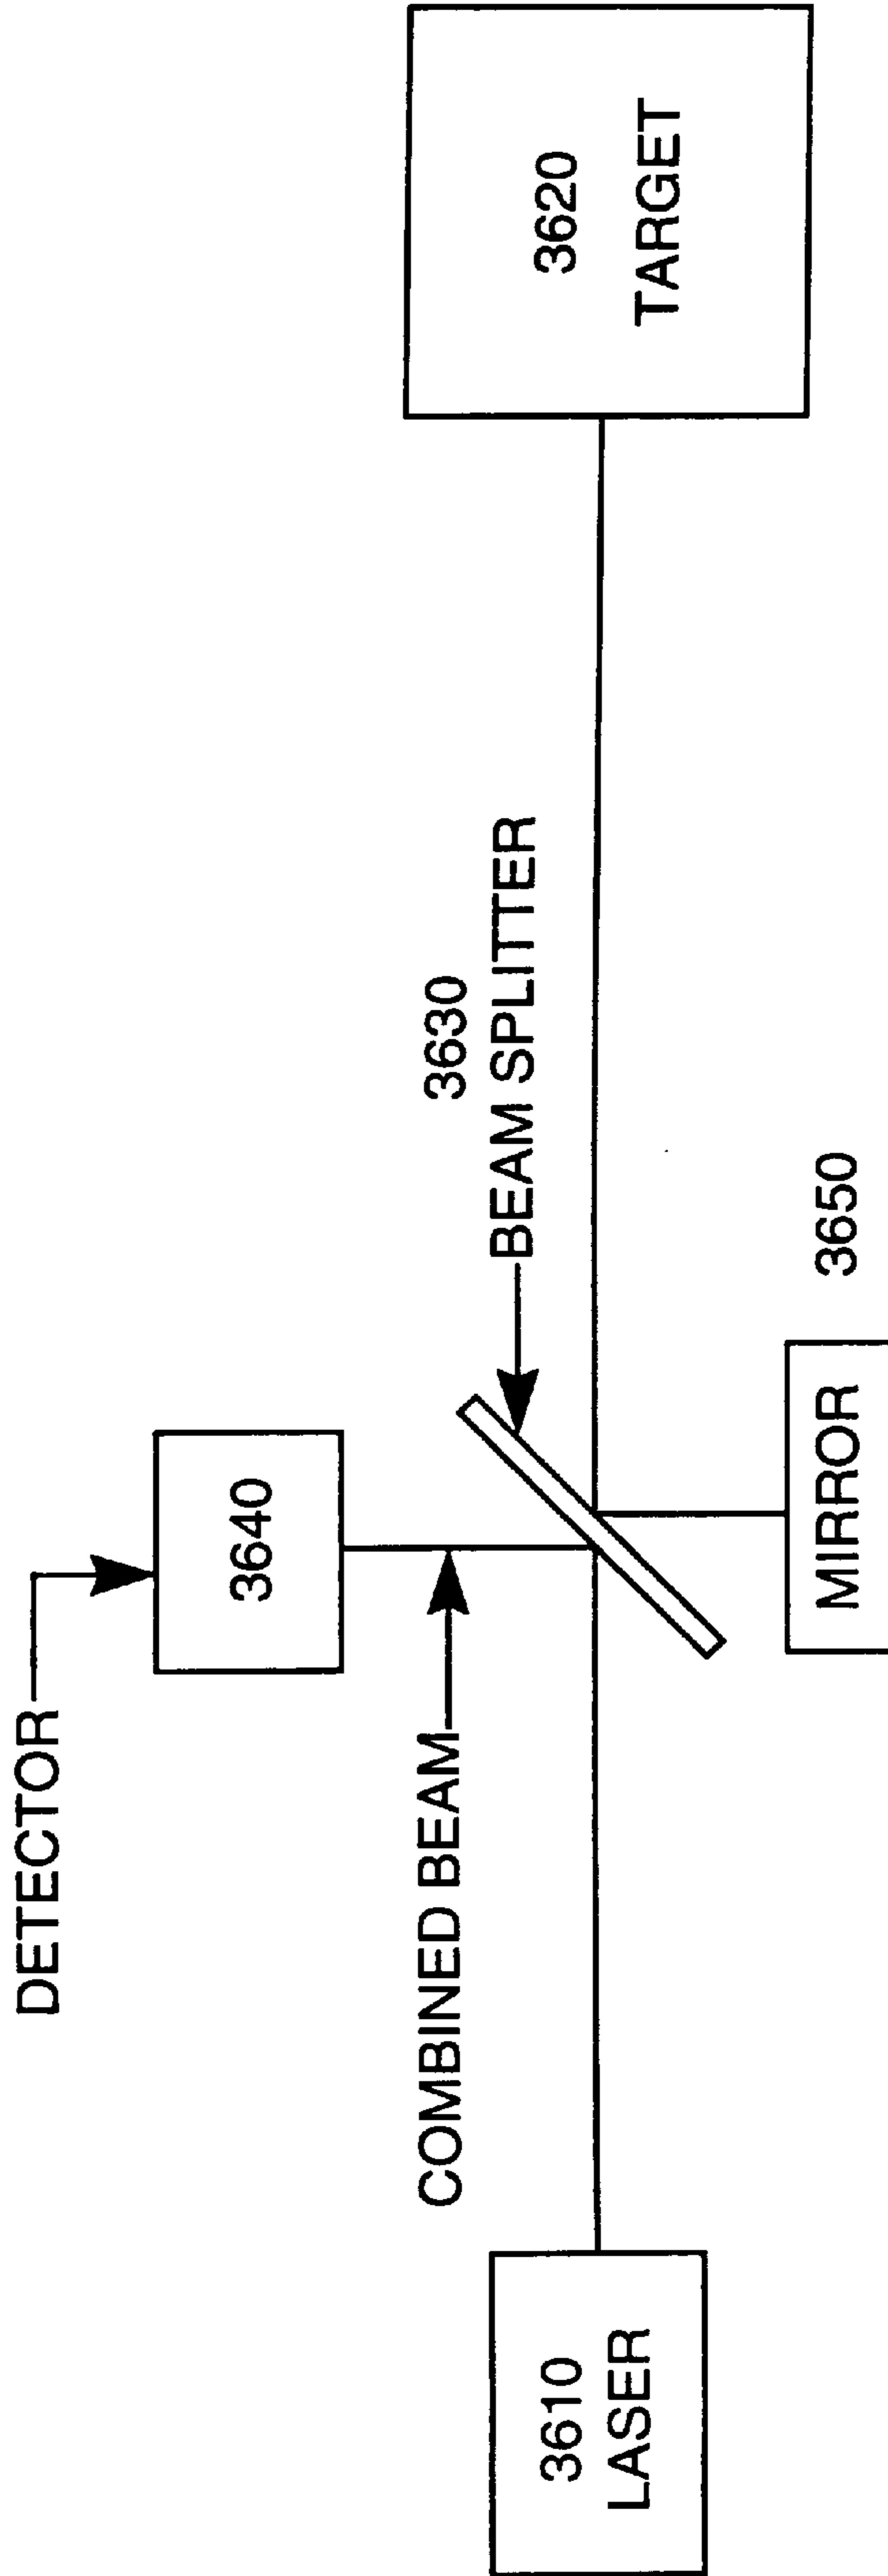 DETECTOR
3640
COMBINED BEAM
3630
BEAM SPLITTER
3610
LASER
3620
TARGET
MIRROR
3650